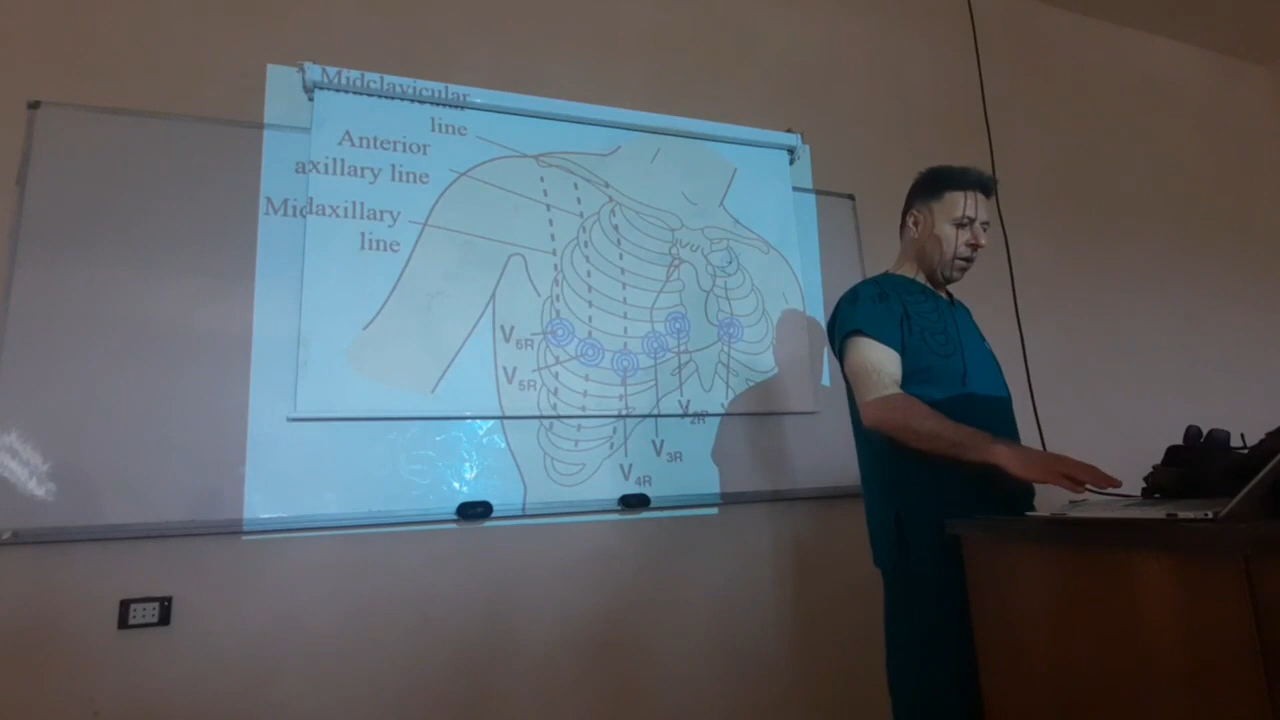 Midclavicular
line
Anterior
axillary line
Midaxillary
line
V6R
V5R
V2R
V3R
V4R